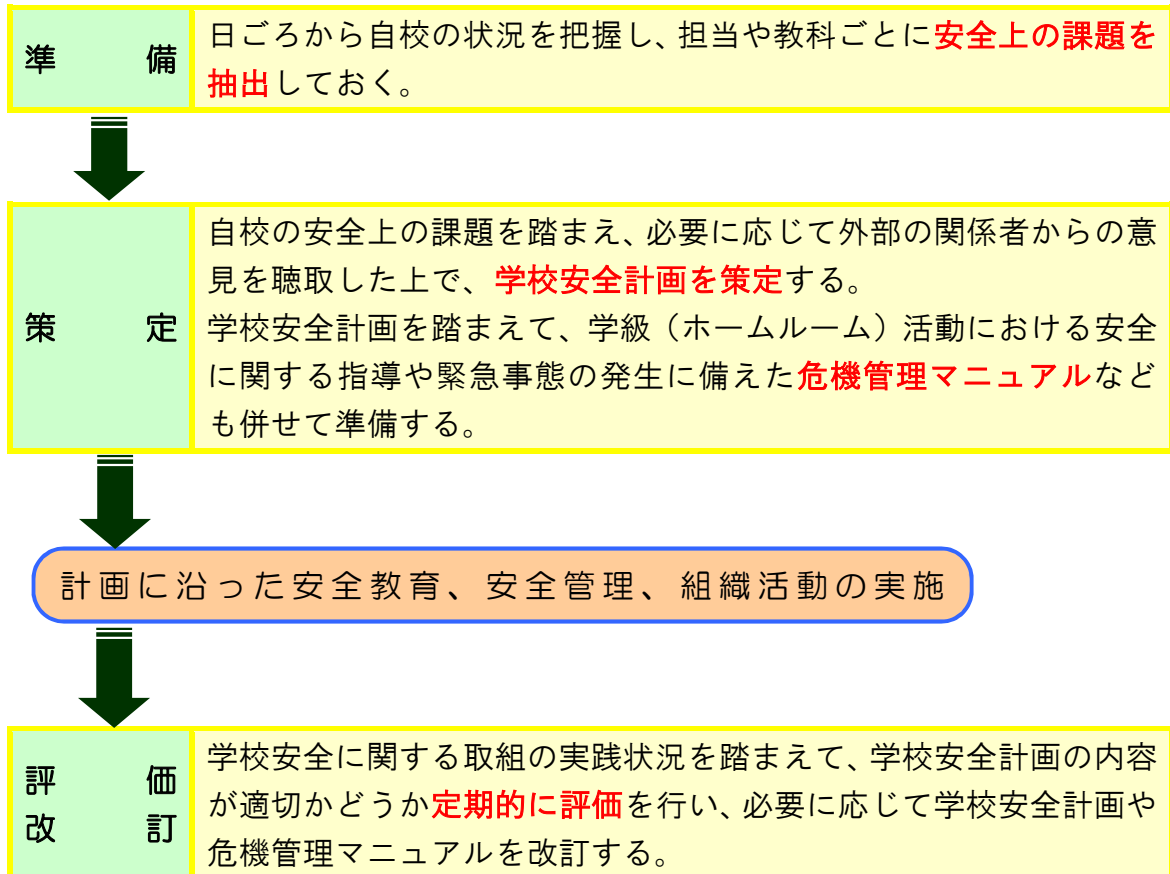 準備
日ごろから自校の状況を把握し、担当や教科ごとに安全上の課題を
抽出しておく。
策定
自校の安全上の課題を踏まえ、必要に応じて外部の関係者からの意
見を聴取した上で、学校安全計画を策定する。
学校安全計画を踏まえて、学級（ホームルーム）活動における安全
に関する指導や緊急事態の発生に備えた危機管理マニュアルなど
も併せて準備する。
計画に沿った安全教育、安全管理、組織活動の実施
評価
改訂
学校安全に関する取組の実践状況を踏まえて、学校安全計画の内容
が適切かどうか定期的に評価を行い、必要に応じて学校安全計画や
危機管理マニュアルを改訂する。